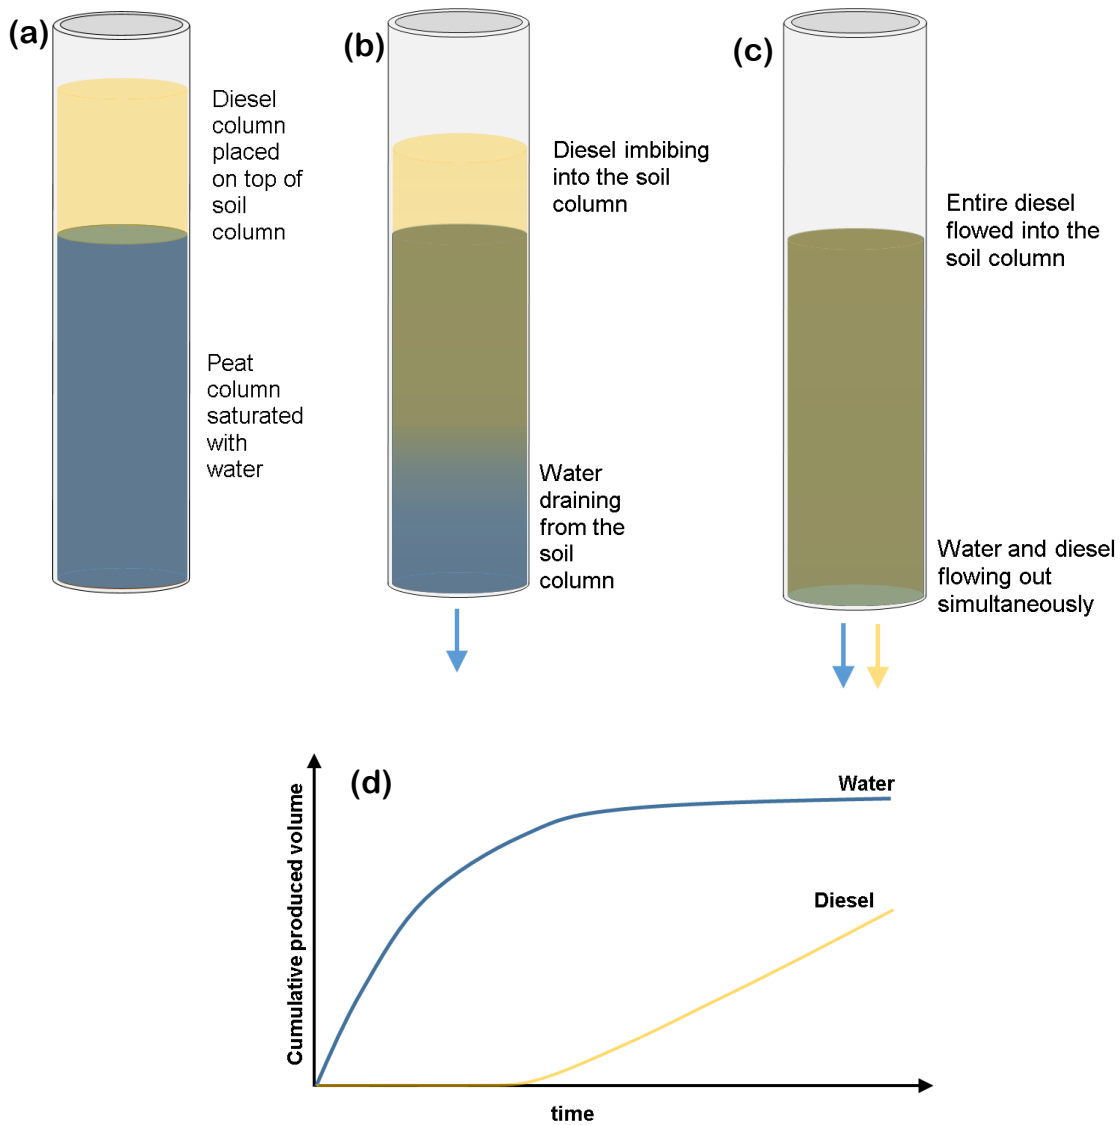 (a)
Diesel
column
placed
on top of
soil
column
Peat
column
saturated
with
water
(b)
Diesel imbibing
into the soil
column
Water
draining
from the
soil
column
(c)
Entire diesel
flowed into the
soil column
Water and diesel
flowing out
simultaneously
(d)
Cumulative produced volume
Water
Diesel
time